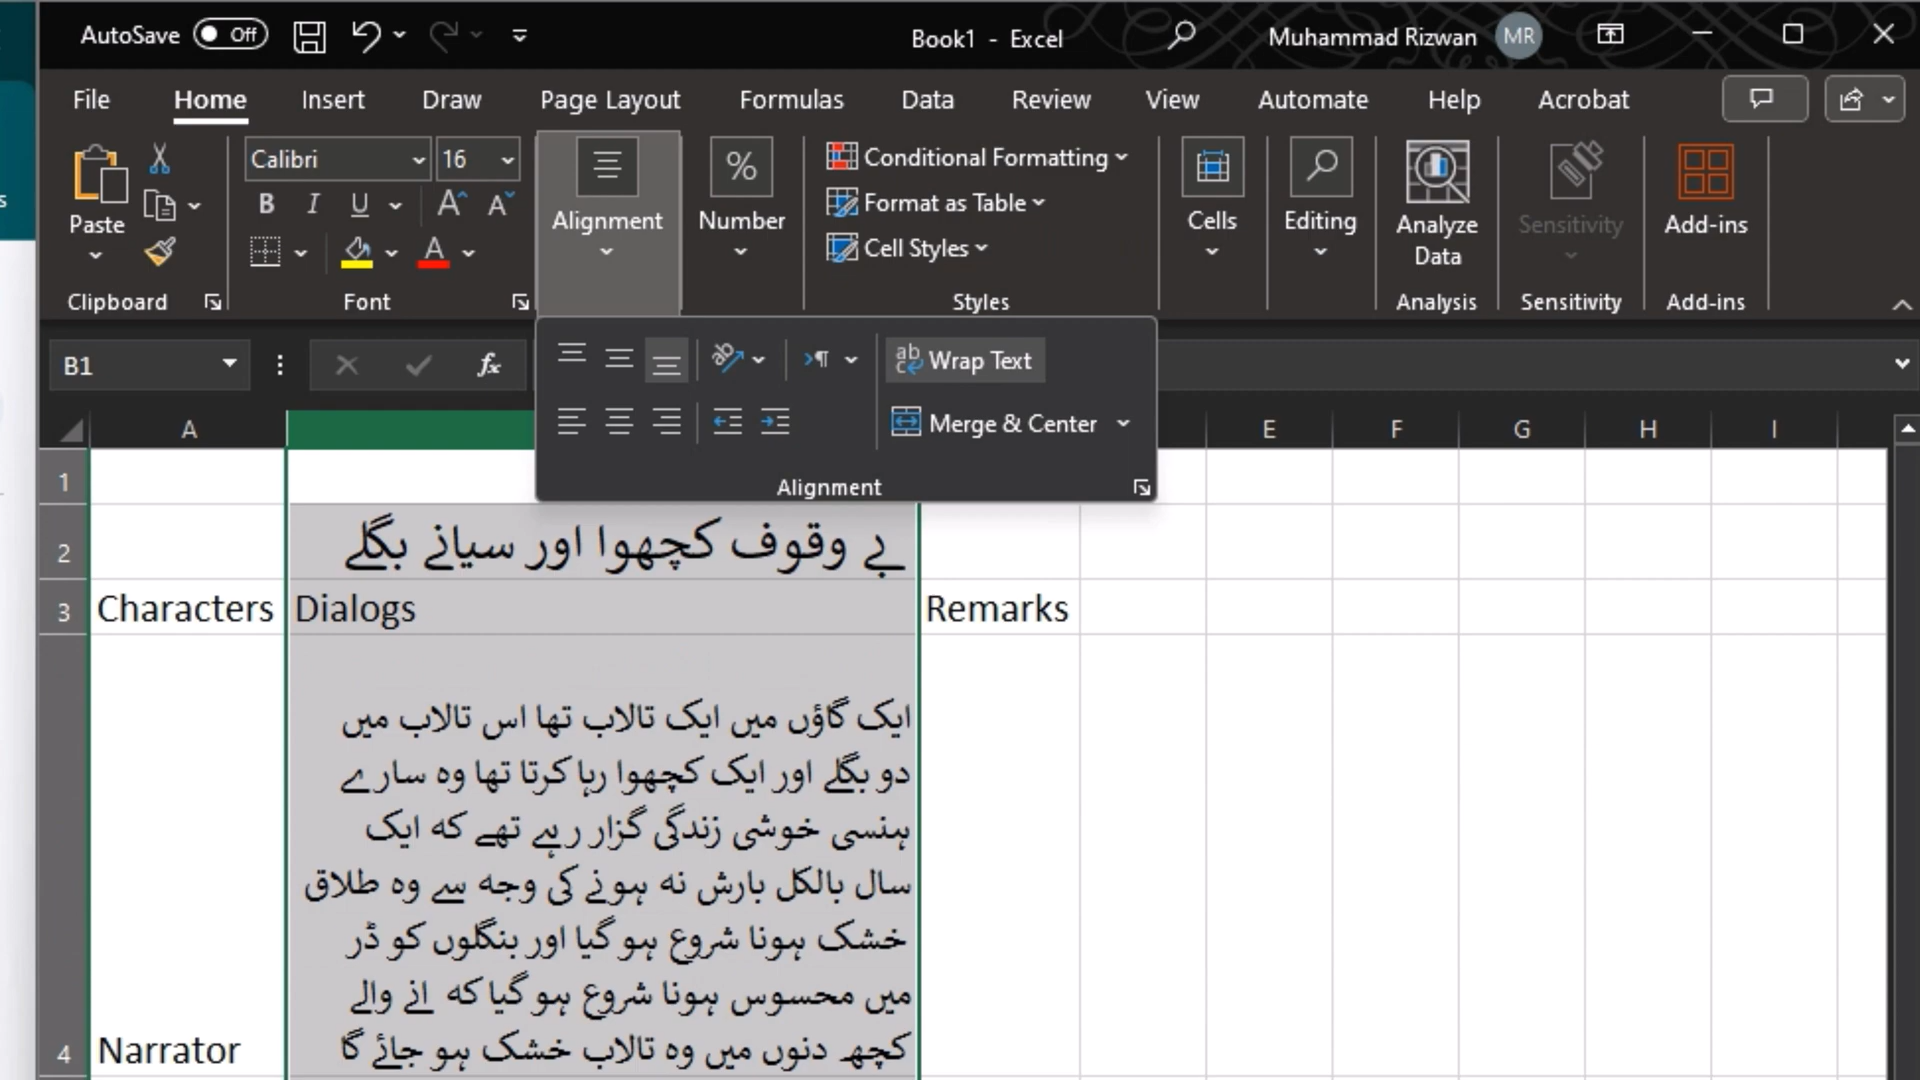 AutoSave Off Book1 - Excel Muhammad Rizwan MR
File Home Insert Draw Page Layout Formulas Data Review View Automate Help Acrobat
Paste
Clipboard
Calibri 16
B I U A A
A
Font
Alignment
% Number
Conditional Formatting
Format as Table
Cell Styles
Styles
Cells
Editing
Analyze Data
Analysis
Sensitivity
Sensitivity
Add-ins
Add-ins
B1 fx
Wrap Text
Merge & Center
Alignment
A E F G H I
1
2 بے وقوف کچھوا اور سیانے بگلے
3 Characters Dialogs Remarks
ایک گاؤں میں ایک تالاب تھا اس تالاب میں
دو بگلے اور ایک کچھوا رہا کرتا تھا وہ سارے
ہنسی خوشی زندگی گزار رہے تھے کہ ایک
سال بالکل بارش نہ ہونے کی وجہ سے وہ طلاق
خشک ہونا شروع ہو گیا اور بنگلوں کو ڈر
میں محسوس ہونا شروع ہو گیا کہ انے والے
کچھ دنوں میں وہ تالاب خشک ہو جائے گا
4 Narrator